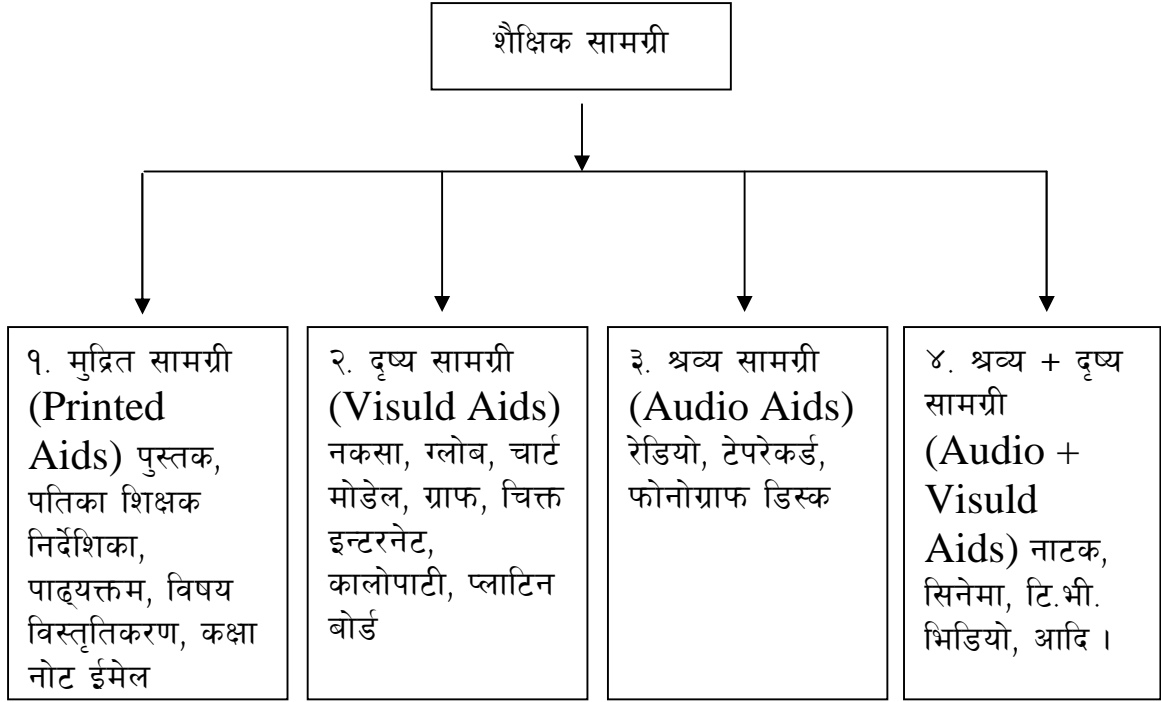 शैक्षिक सामग्री
१. मुद्रित सामग्री
(Printed
Aids) पुस्तक,
पतिका शिक्षक
निर्देशिका,
पाढ्यक्तम, विषय
विस्तृतिकरण, कक्षा
नोट ईमेल
२. दृष्य सामग्री
(Visuld Aids)
नकसा, ग्लोब, चार्ट
मोडेल, ग्राफ, चिक्त
इन्टरनेट,
कालोपाटी, प्लाटिन
बोर्ड
३. श्रव्य सामग्री
(Audio Aids)
रेडियो, टेपरेकर्ड,
फोनोग्राफ डिस्क
४. श्रव्य + दृष्य
सामग्री
(Audio +
Visuld
Aids) नाटक,
सिनेमा, टि.भी.
भिडियो, आदि ।